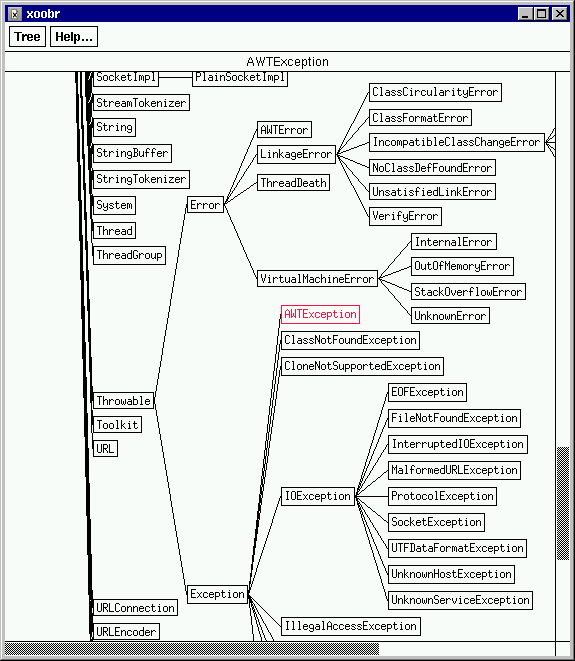 xoobr
Tree
Help...
AWTException
SocketImpl
PlainSocketImpl
StreamTokenizer
String
StringBuffer
StringTokenizer
System
Thread
ThreadGroup
Throwable
Toolkit
URL
URLConnection
URLEncoder
Error
Exception
AWTError
LinkageError
ThreadDeath
VirtualMachineError
ClassCircularityError
ClassFormatError
IncompatibleClassChangeError
NoClassDefFoundError
UnsatisfiedLinkError
VerifyError
InternalError
OutOfMemoryError
StackOverflowError
UnknownError
AWTException
ClassNotFoundException
CloneNotSupportedException
IOException
IllegalAccessException
EOFException
FileNotFoundException
InterruptedIOException
MalformedURLException
ProtocolException
SocketException
UTFDataFormatException
UnknownHostException
UnknownServiceException